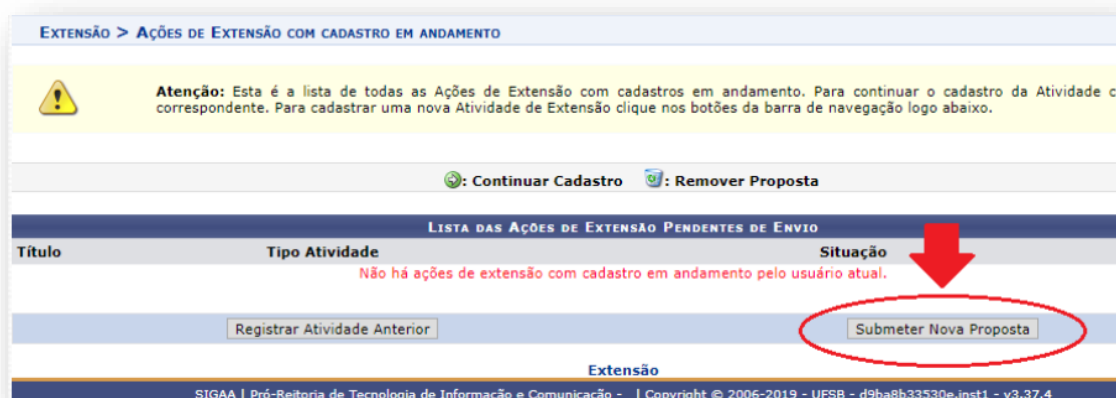 EXTENSÃO > AÇÕES DE EXTENSÃO COM CADASTRO EM ANDAMENTO
Atenção: Esta é a lista de todas as Ações de Extensão com cadastros em andamento. Para continuar o cadastro da Atividade c
correspondente. Para cadastrar uma nova Atividade de Extensão clique nos botões da barra de navegação logo abaixo.
: Continuar Cadastro : Remover Proposta
LISTA DAS AÇÕES DE EXTENSÃO PENDENTES DE ENVIO
Título Tipo Atividade Situação
Não há ações de extensão com cadastro em andamento pelo usuário atual.
Registrar Atividade Anterior Submeter Nova Proposta
Extensão
SIGAA | Pró-Reitoria de Tecnologia de Informação e Comunicação - | Copyright © 2006-2019 - UFSB - d9ba8b33530e.inst1 - v3.37.4